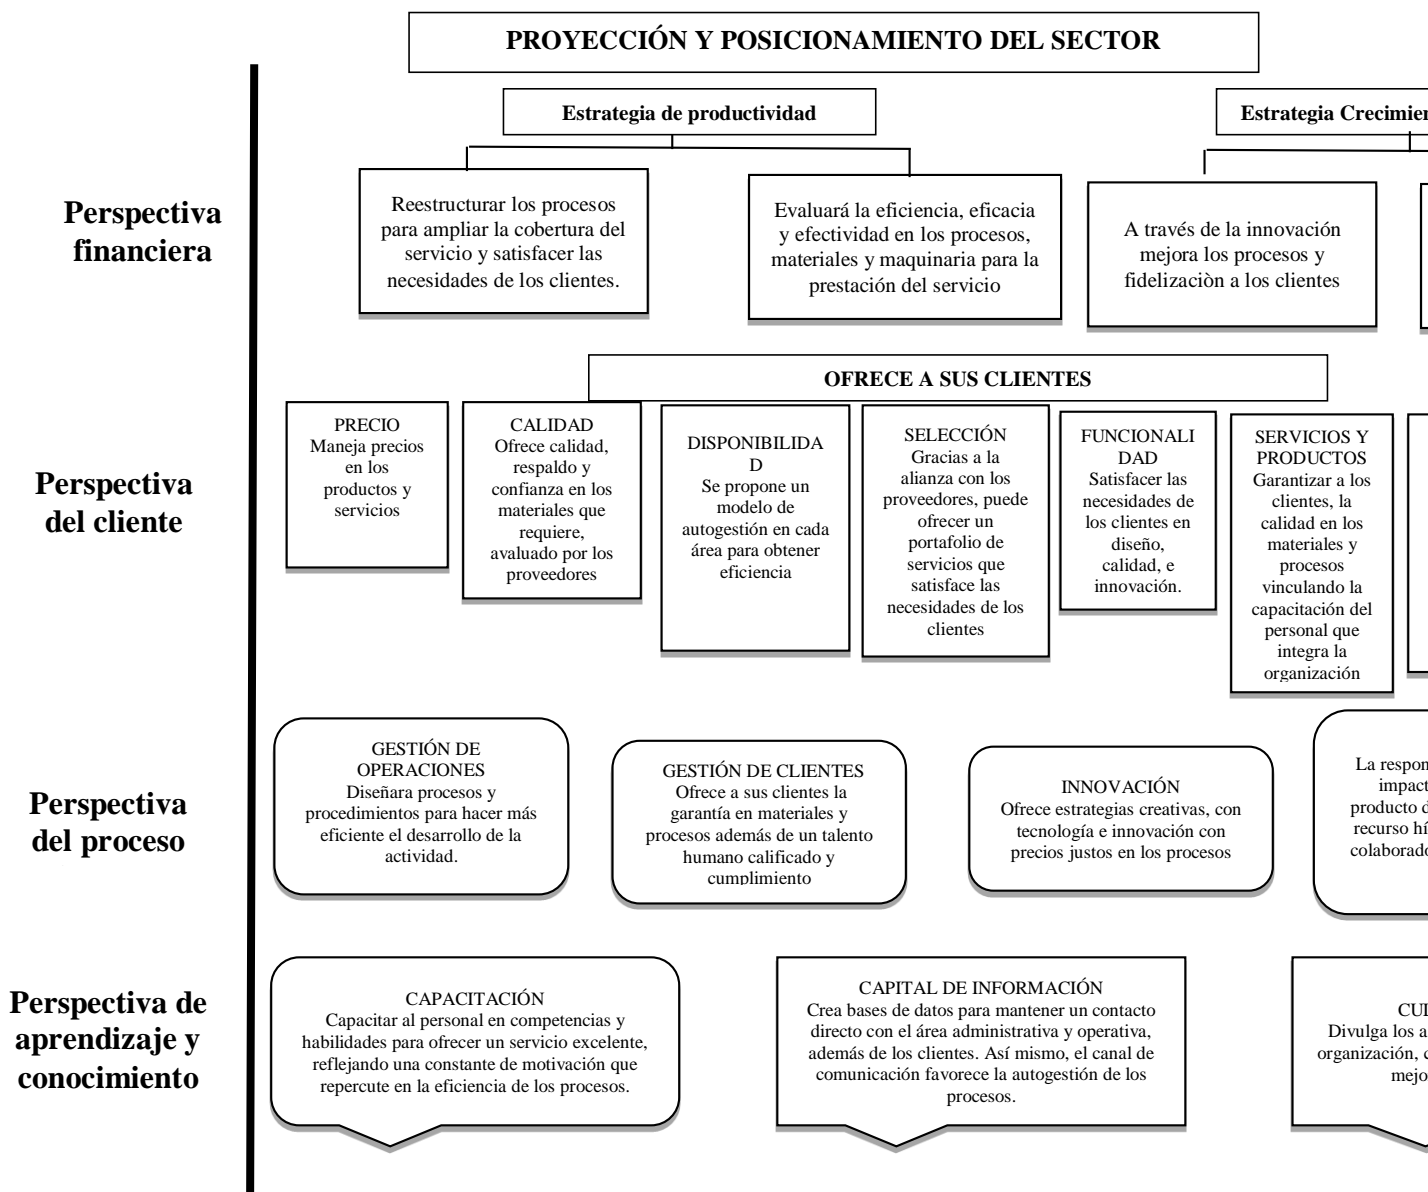 PROYECCIÓN Y POSICIONAMIENTO DEL SECTOR
Estrategia de productividad
Estrategia
Perspectiva
financiera
Reestructurar los procesos
para ampliar la cobertura del
servicio y satisfacer las
necesidades de los clientes.
Evaluará la eficiencia, eficacia
y efectividad en los procesos,
materiales y maquinaria para la
prestación del servicio
A través de la innovación
mejora los procesos y
fidelizaciòn a los clientes
OFRECE A SUS CLIENTES
Perspectiva
del cliente
PRECIO
Maneja precios
en los
productos y
servicios
CALIDAD
Ofrece calidad,
respaldo y
confianza en los
materiales que
requiere,
avaluado por los
proveedores
DISPONIBILIDA
D
Se propone un
modelo de
autogestión en cada
área para obtener
eficiencia
SELECCIÓN
Gracias a la
alianza con los
proveedores, puede
ofrecer un
portafolio de
servicios que
satisface las
necesidades de los
clientes
FUNCIONALI
DAD
Satisfacer las
necesidades de
los clientes en
diseño,
calidad, e
innovación.
SERVICIOS Y
PRODUCTOS
Garantizar a los
clientes, la
calidad en los
materiales y
procesos
vinculando la
capacitación del
personal que
integra la
organización
Perspectiva
del proceso
GESTIÓN DE
OPERACIONES
Diseñara procesos y
procedimientos para hacer más
eficiente el desarrollo de la
actividad.
GESTIÓN DE CLIENTES
Ofrece a sus clientes la
garantía en materiales y
procesos además de un talento
humano calificado y
cumplimiento
INNOVACIÓN
Ofrece estrategias creativas, con
tecnología e innovación con
precios justos en los procesos
La
producto
recurso
Perspectiva de
aprendizaje y
conocimiento
CAPACITACIÓN
Capacitar al personal en competencias y
habilidades para ofrecer un servicio excelente,
reflejando una constante de motivación que
repercute en la eficiencia de los procesos.
CAPITAL DE INFORMACIÓN
Crea bases de datos para mantener un contacto
directo con el área administrativa y operativa,
además de los clientes. Así mismo, el canal de
comunicación favorece la autogestión de los
procesos.
Divulga los
organización,